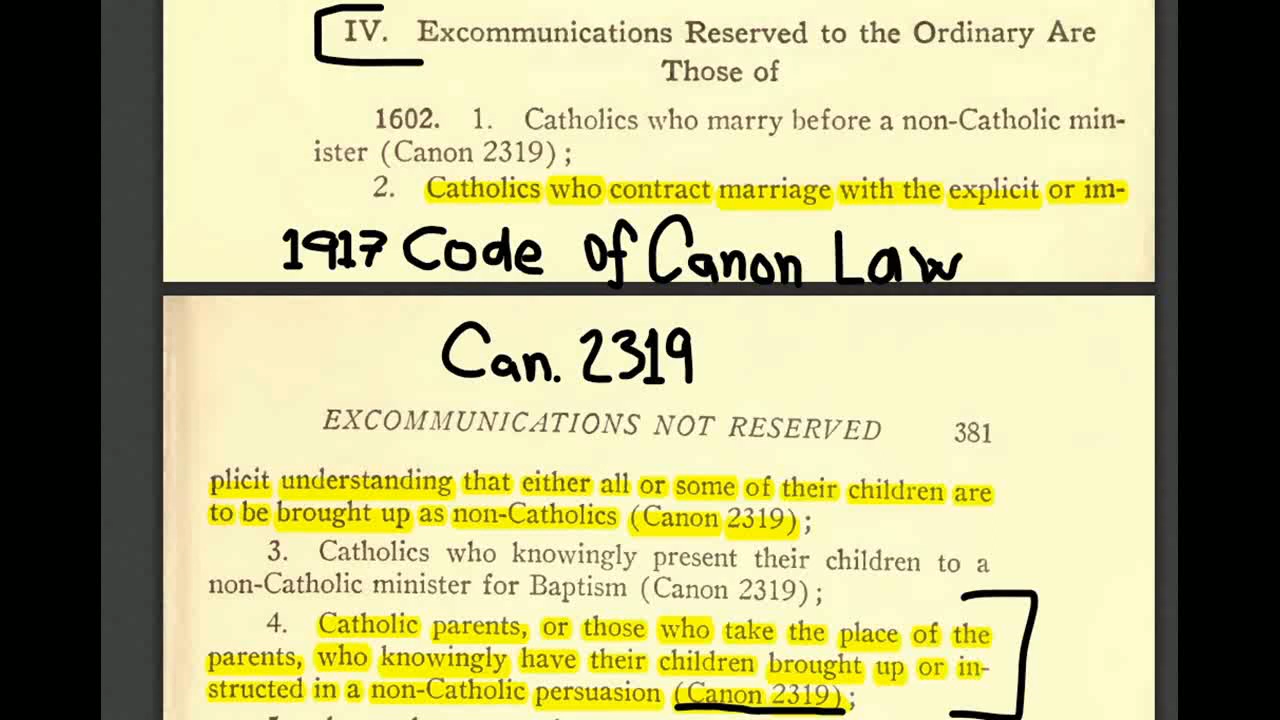 IV. Excommunications Reserved to the Ordinary Are
Those of
1602. 1. Catholics who marry before a non-Catholic min-
ister (Canon 2319);
2. Catholics who contract marriage with the explicit or im-
1917 Code of Canon Law
Can. 2319
EXCOMMUNICATIONS NOT RESERVED 381
plicit understanding that either all or some of their children are
to be brought up as non-Catholics (Canon 2319);
3. Catholics who knowingly present their children to a
non-Catholic minister for Baptism (Canon 2319);
4. Catholic parents, or those who take the place of the
parents, who knowingly have their children brought up or in-
structed in a non-Catholic persuasion (Canon 2319);